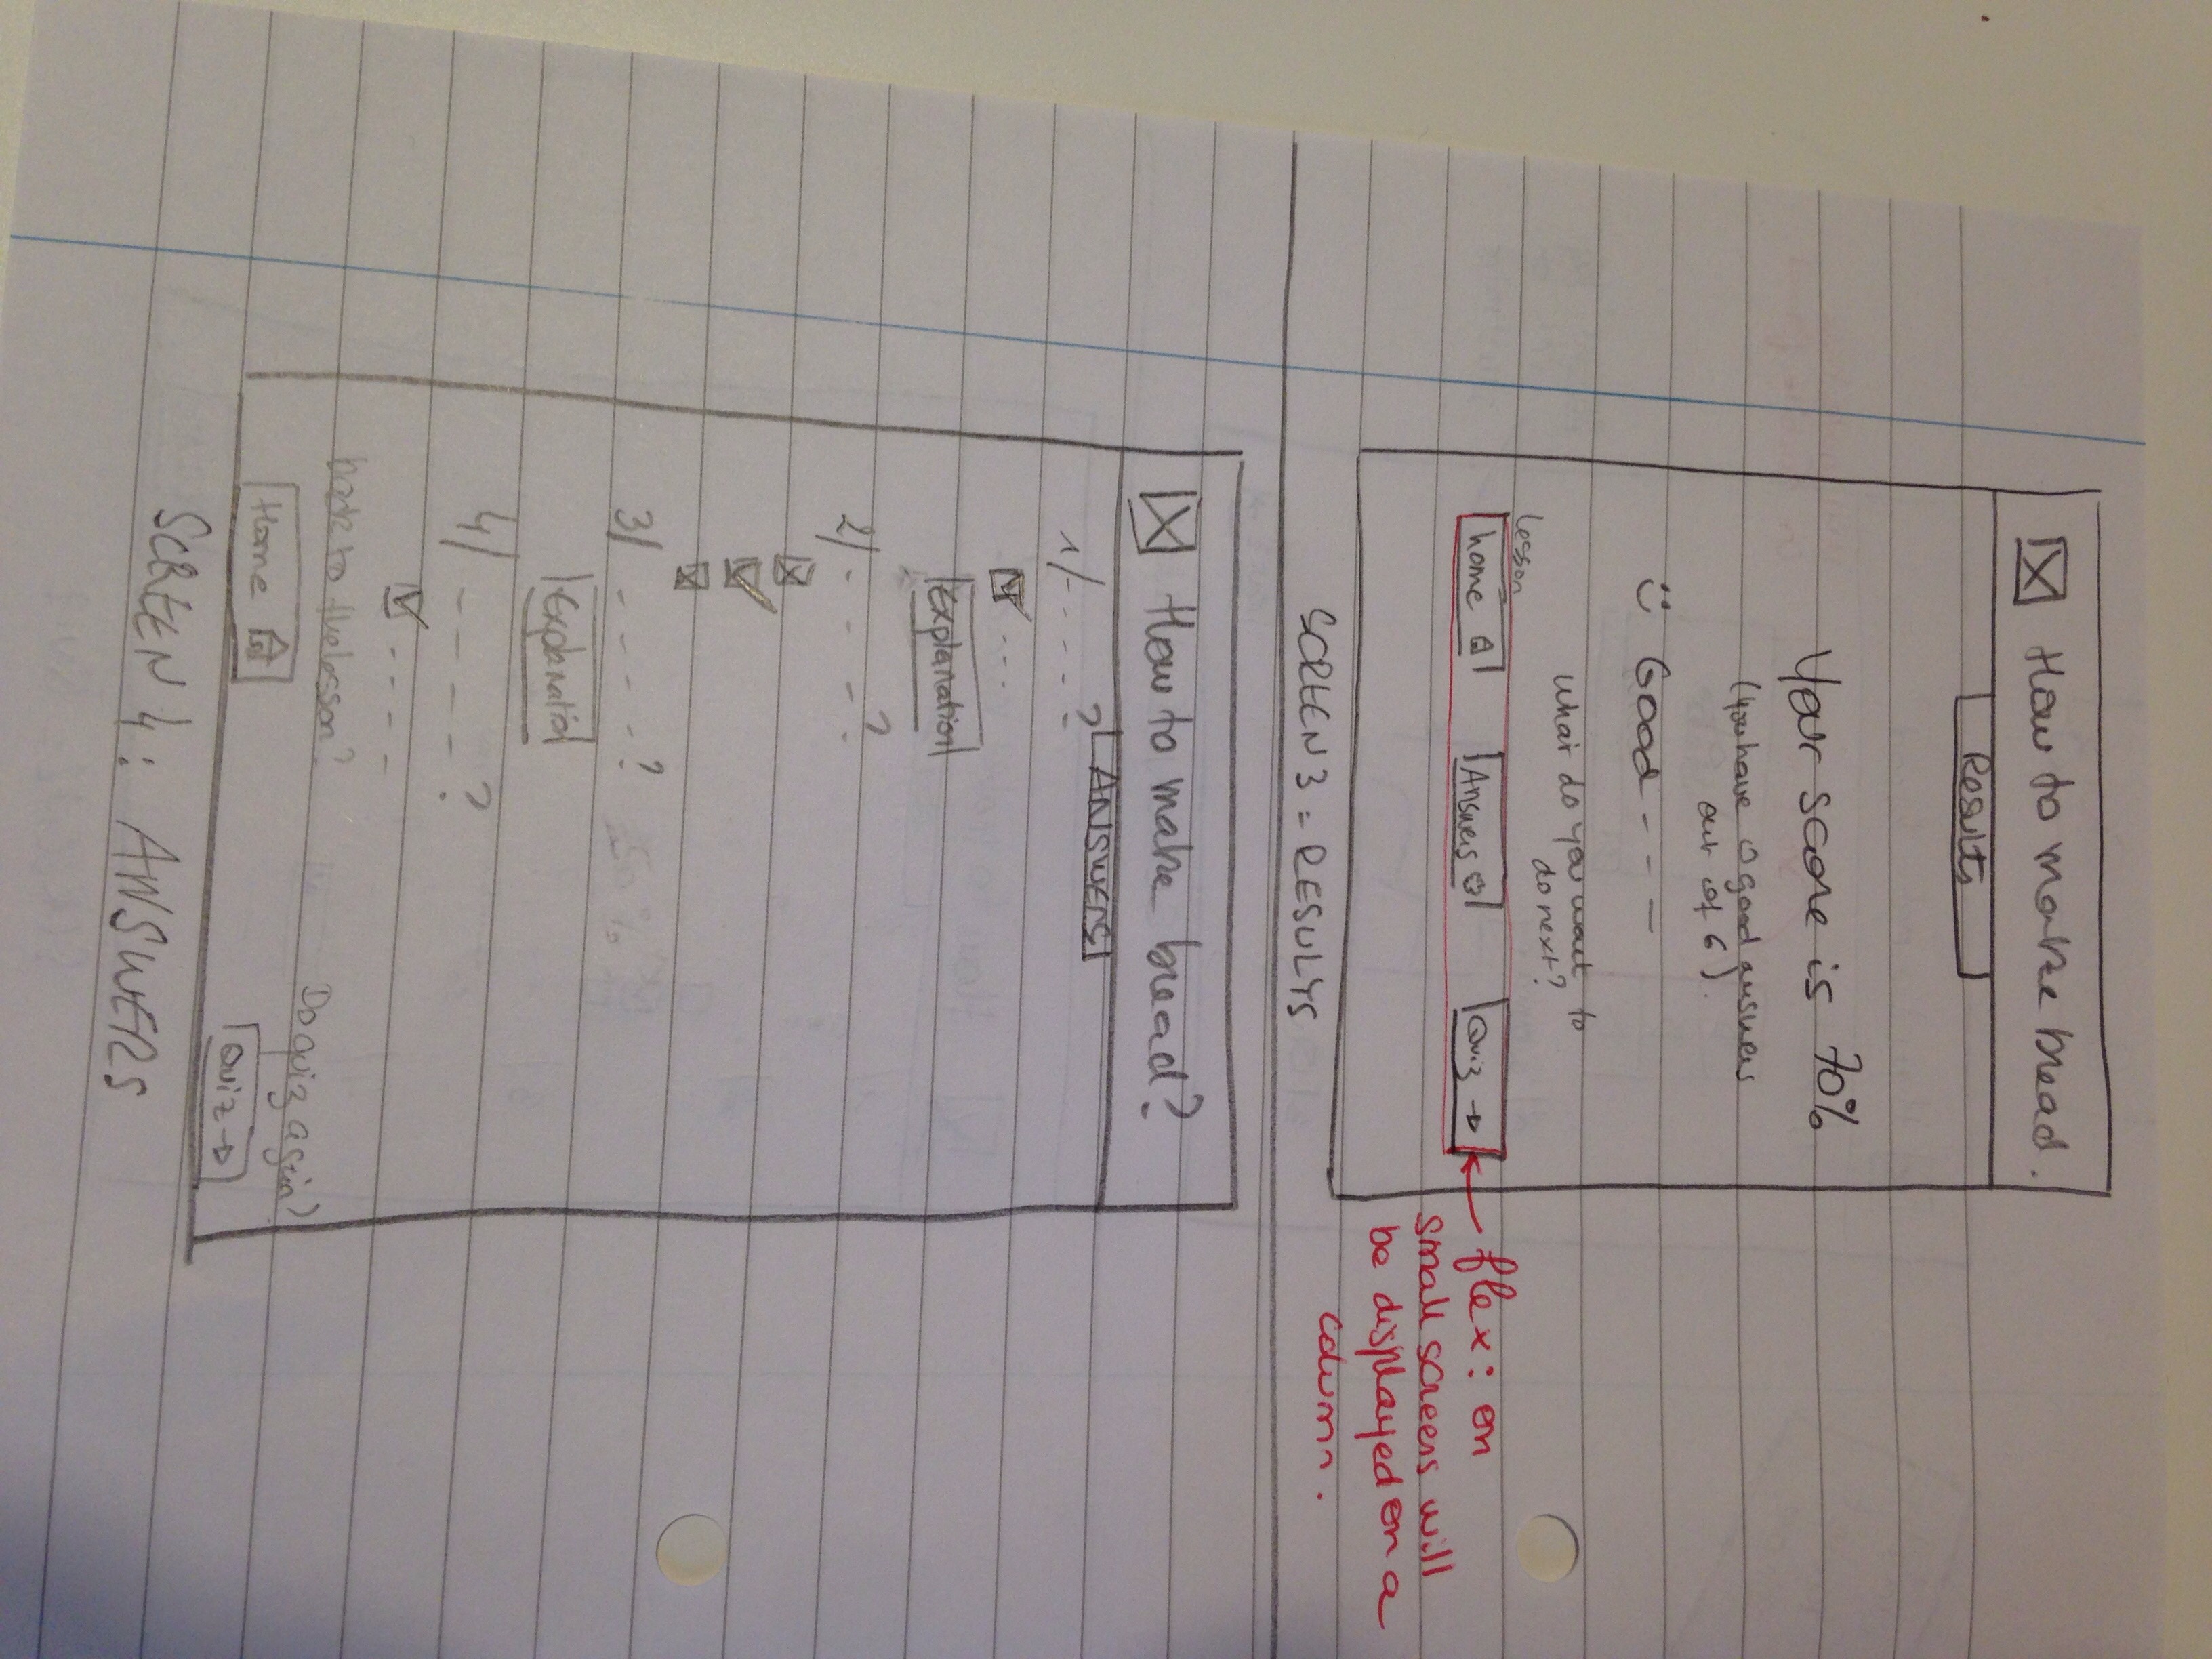 How to make bread.
Results
Your score is 70%
(you have 0 good answers
out of 6)
Good - - -
What do you want to
do next?
lesson
home
Answers
Quiz →
← flex: on
small screens will
be displayed on a
column.
SCREEN 3 = RESULTS
How to make bread?
ANSWERS
1/- - - - ?
- - -
Explanation
2/- - - - ?
3/ - - - - ?
Explanation
4/ - - - - - ?
- - - -
back to the lesson?
Do quiz again)
Home
Quiz →
SCREEN 4: ANSWERS